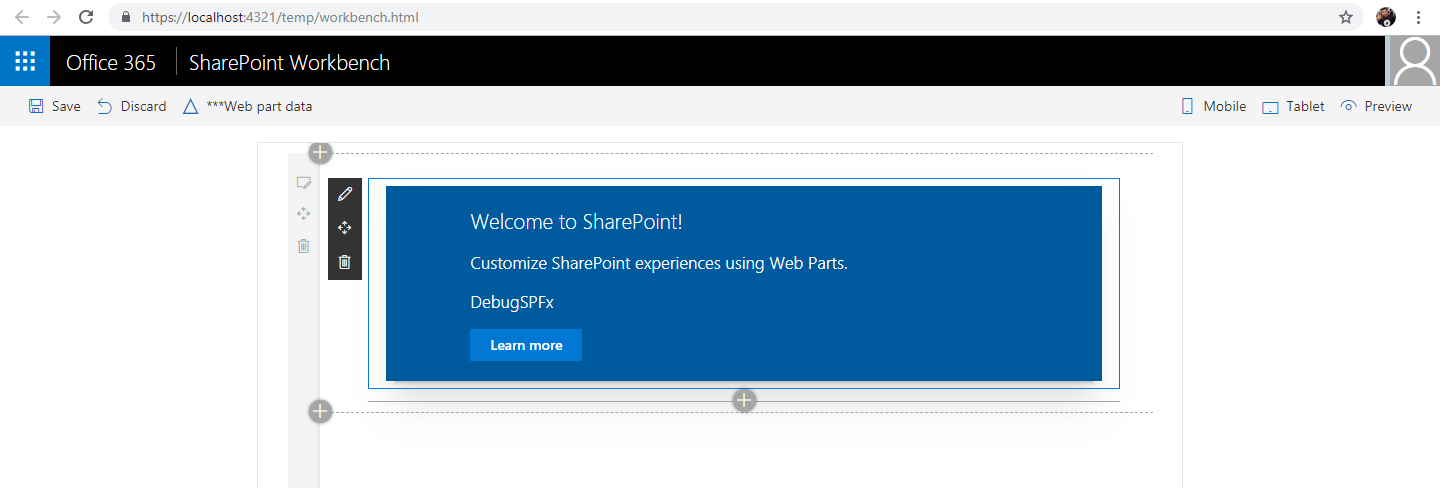 https://localhost:4321/temp/workbench.html
Office 365 SharePoint Workbench
Save Discard ***Web part data Mobile Tablet Preview
Welcome to SharePoint!
Customize SharePoint experiences using Web Parts.
DebugSPFx
Learn more